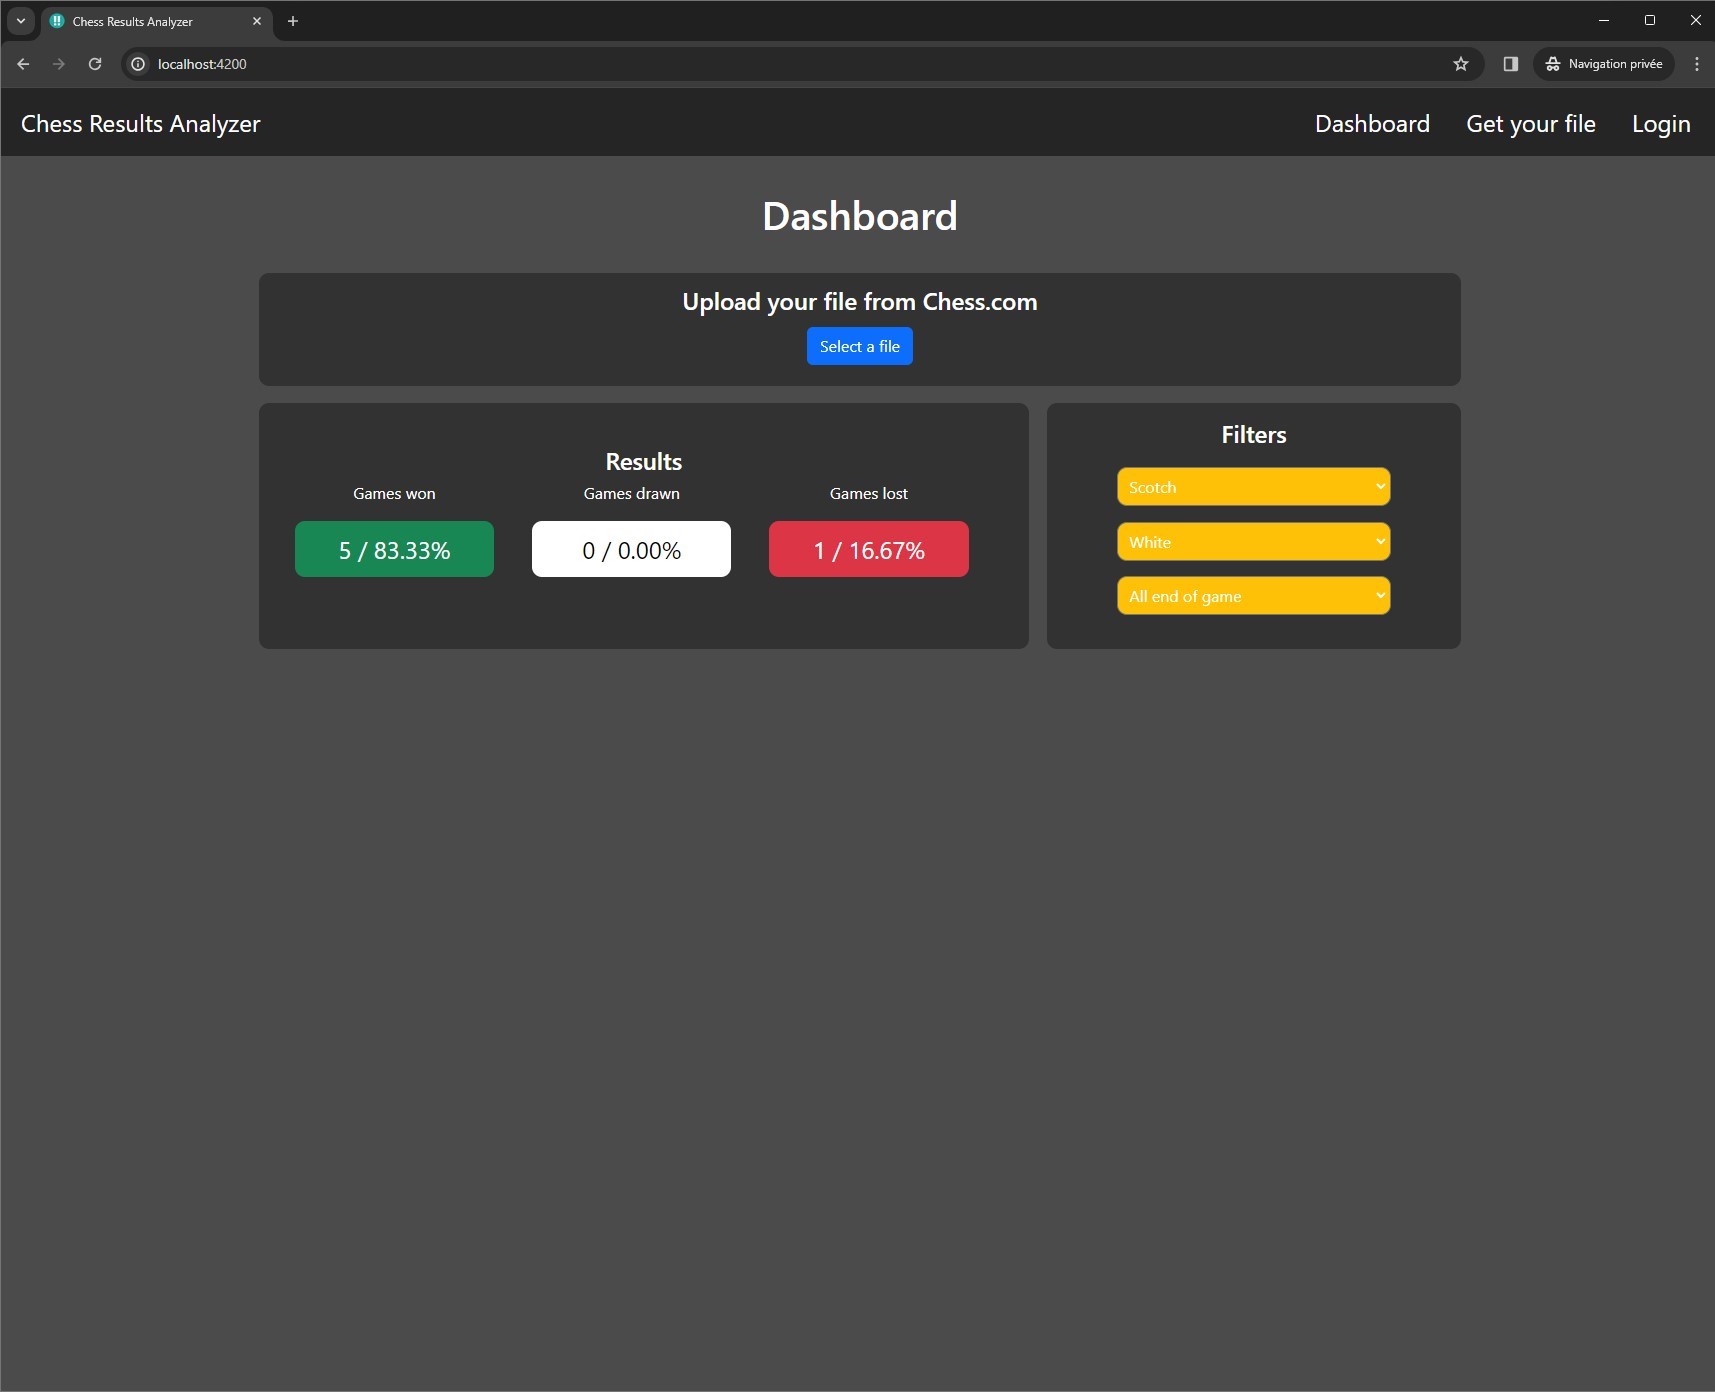 Chess Results Analyzer
localhost:4200
Navigation privée
Chess Results Analyzer
Dashboard
Get your file
Login
Dashboard
Upload your file from Chess.com
Select a file
Results
Games won
Games drawn
Games lost
5 / 83.33%
0 / 0.00%
1 / 16.67%
Filters
Scotch
White
All end of game